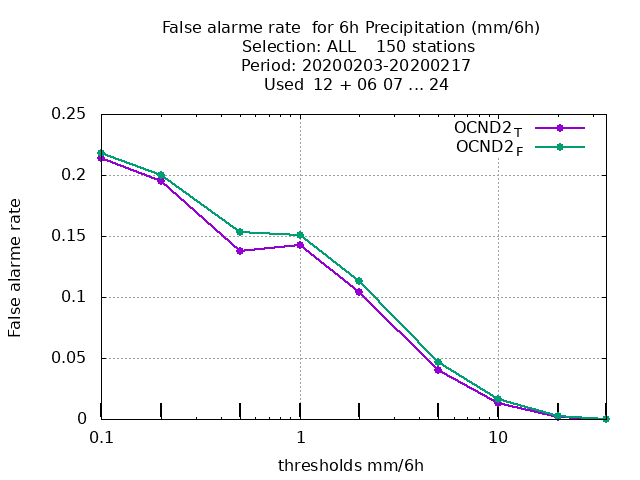 False alarme rate  for 6h Precipitation (mm/6h)
Selection: ALL    150 stations
Period: 20200203-20200217
Used  12 + 06 07 ... 24
OCND2_T
OCND2_F
0.25
0.2
0.15
0.1
0.05
0
False alarme rate
0.1
1
10
thresholds mm/6h